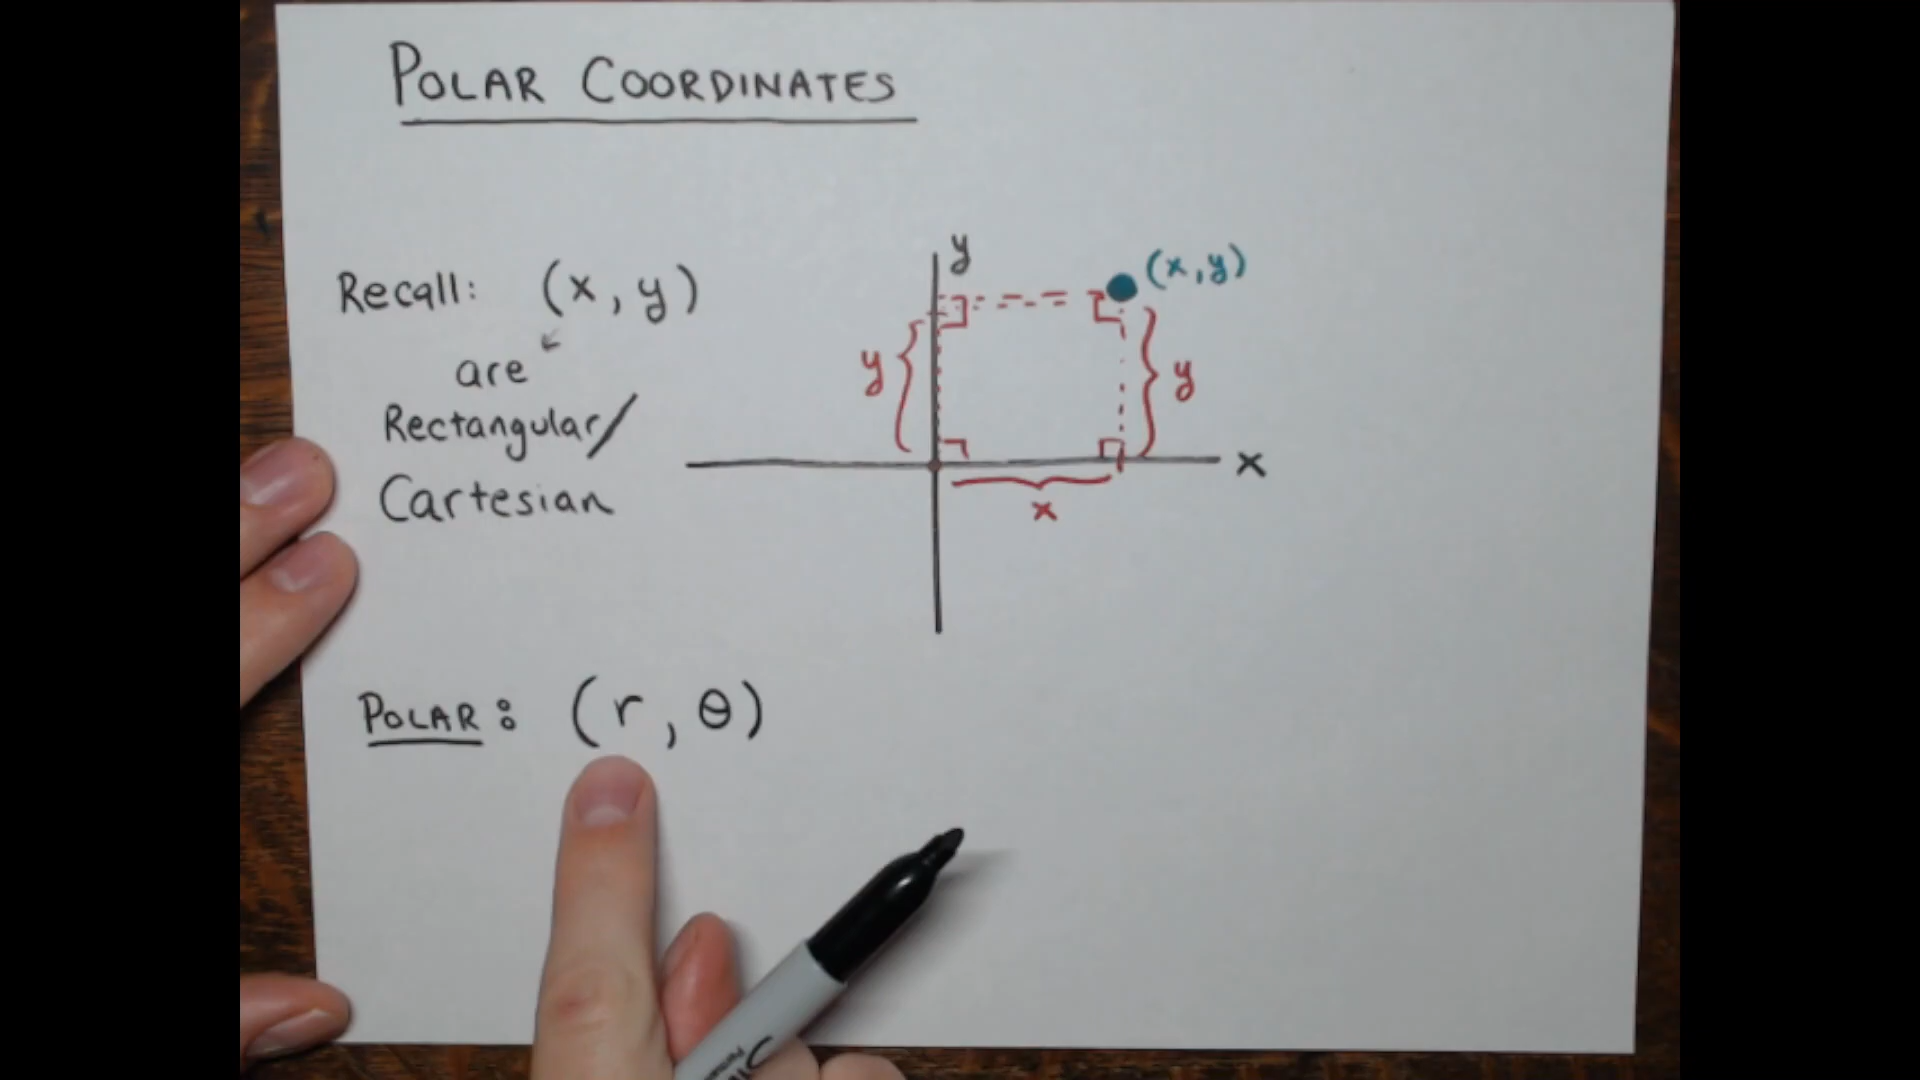 POLAR COORDINATES
Recall: (x, y)
are
Rectangular/
Cartesian
y
(x, y)
y
y
x
x
POLAR: (r, θ)